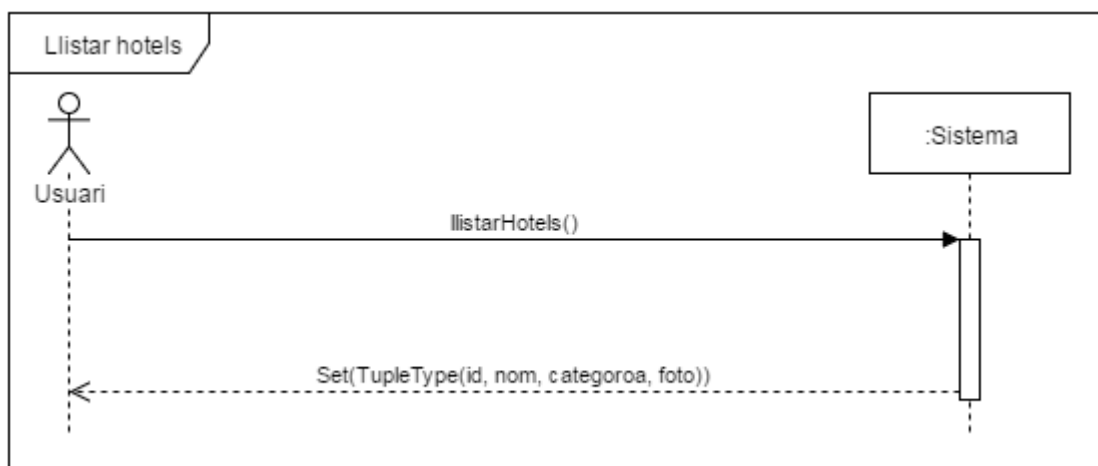 Llistar hotels
:Sistema
Usuari
llistarHotels()
Set(TupleType(id, nom, categoroa, foto))